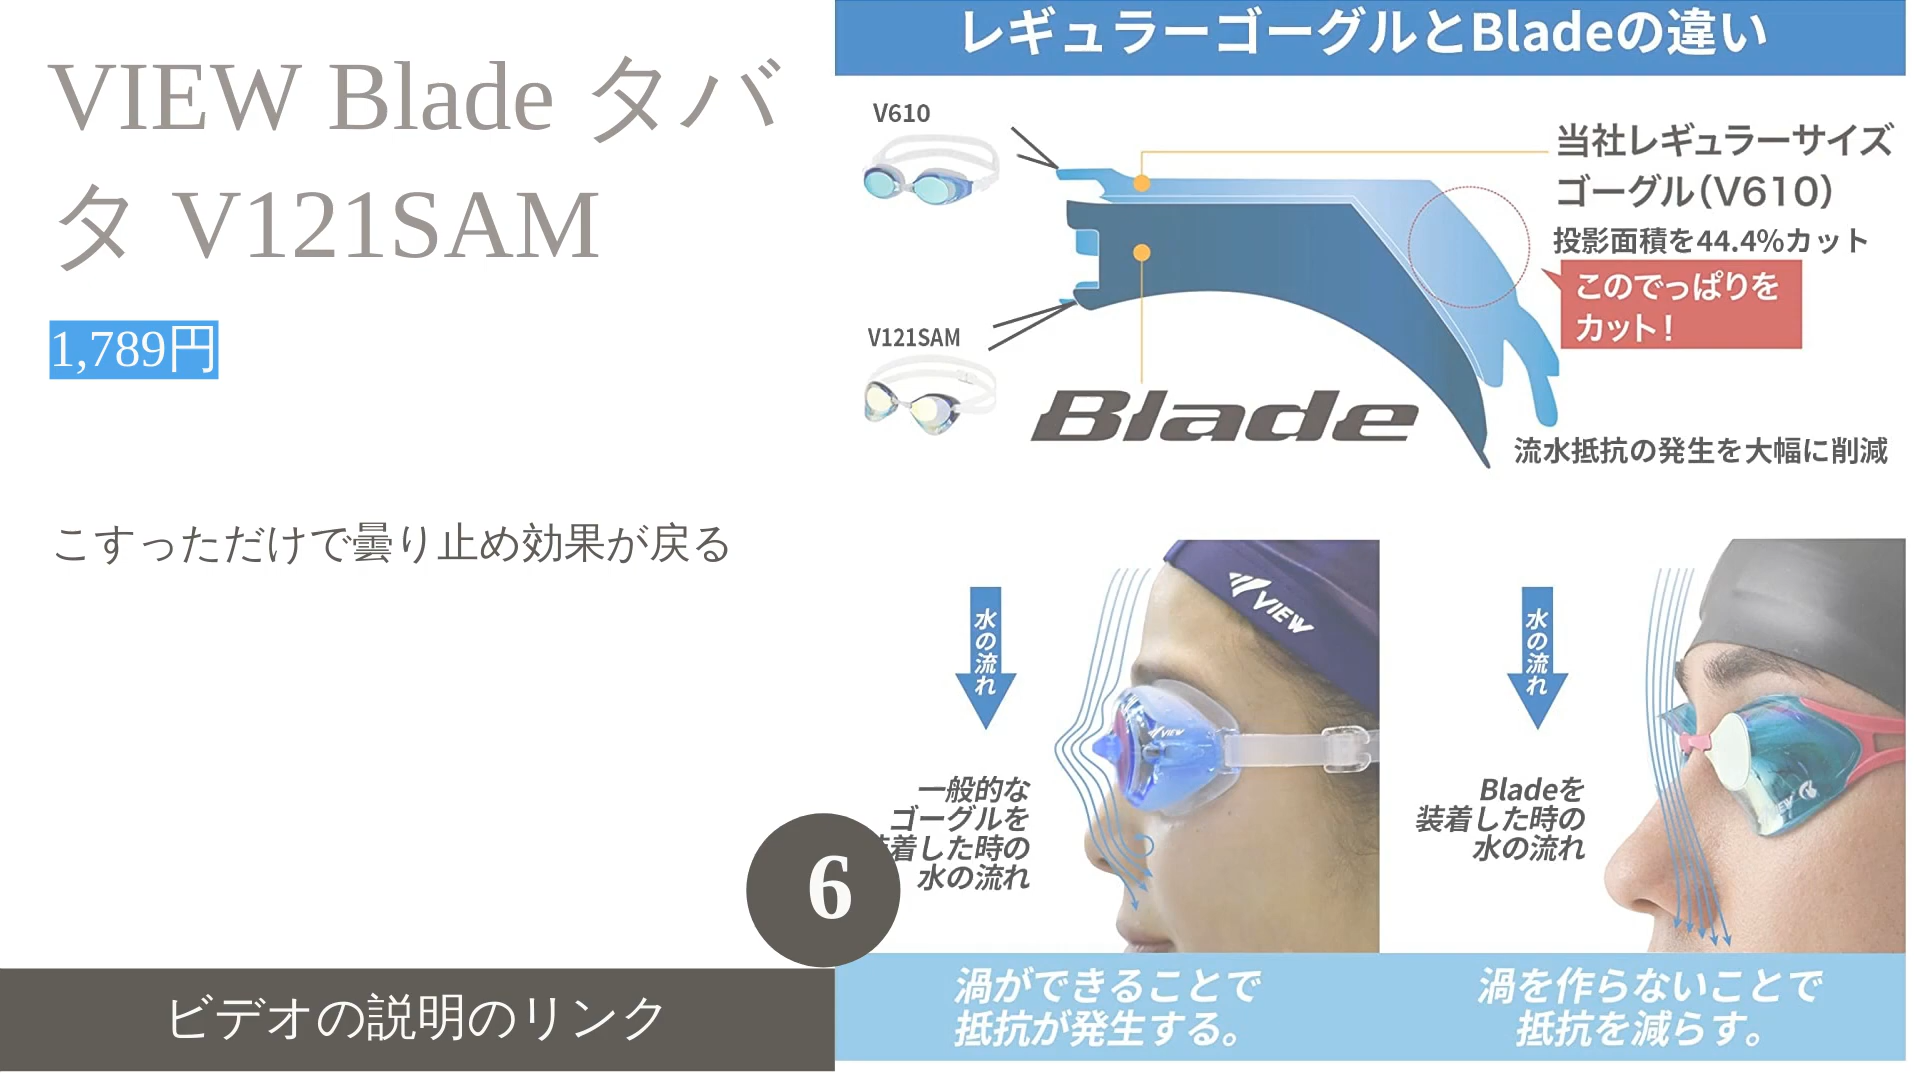 VIEW Blade タバ
タ V121SAM
1,789円
こすっただけで曇り止め効果が戻る
6
ビデオの説明のリンク
レギュラーゴーグルとBladeの違い
V610
当社レギュラーサイズ
ゴーグル(V610)
投影面積を44.4%カット
このでっぱりを
カット!
V121SAM
Blade
流水抵抗の発生を大幅に削減
水の流れ
VIEW
VIEW
一般的な
ゴーグルを
着した時の
水の流れ
渦ができることで
抵抗が発生する。
水の流れ
Bladeを
装着した時の
水の流れ
VIEW
渦を作らないことで
抵抗を減らす。